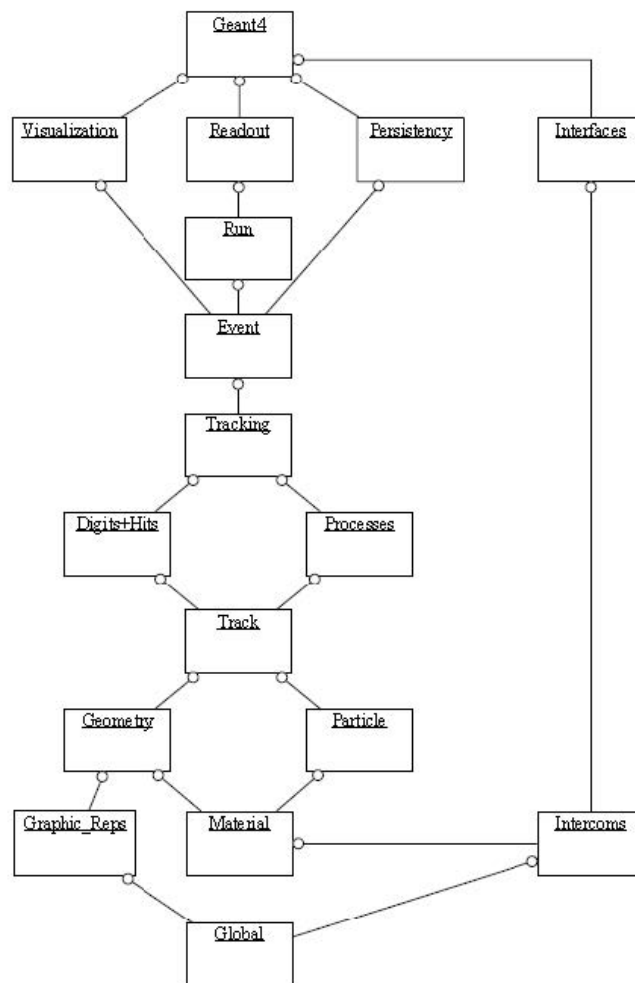 Geant4
Visualization
Readout
Persistency
Interfaces
Run
Event
Tracking
Digits+Hits
Processes
Track
Geometry
Particle
Graphic_Reps
Material
Intercoms
Global